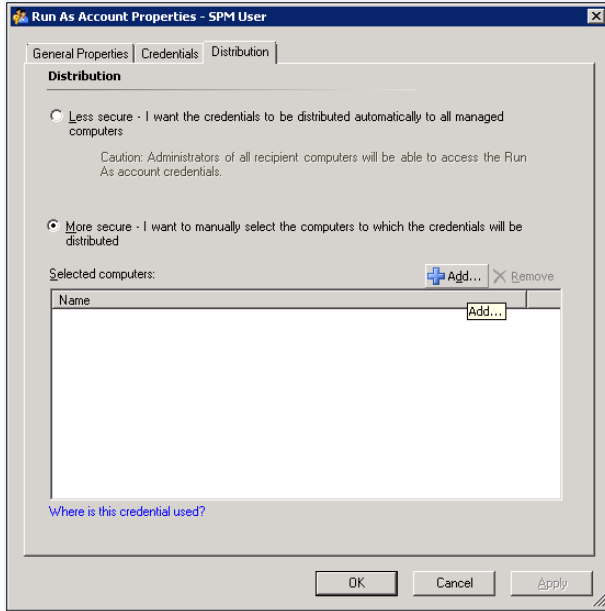 Run As Account Properties - SPM User
General Properties
Credentials
Distribution
Distribution
Less secure - I want the credentials to be distributed automatically to all managed
computers
Caution: Administrators of all recipient computers will be able to access the Run
As account credentials.
More secure - I want to manually select the computers to which the credentials will be
distributed
Selected computers:
Add...
Remove
Name
Add...
Where is this credential used?
OK
Cancel
Apply